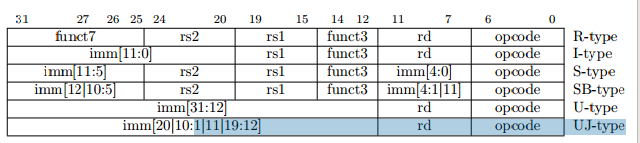 31 27 26 25 24 20 19 15 14 12 11 7 6 0
funct7 rs2 rs1 funct3 rd opcode R-type
imm[11:0] rs1 funct3 rd opcode I-type
imm[11:5] rs2 rs1 funct3 imm[4:0] opcode S-type
imm[12|10:5] rs2 rs1 funct3 imm[4:1|11] opcode SB-type
imm[31:12] rd opcode U-type
imm[20|10:1|11|19:12] rd opcode UJ-type